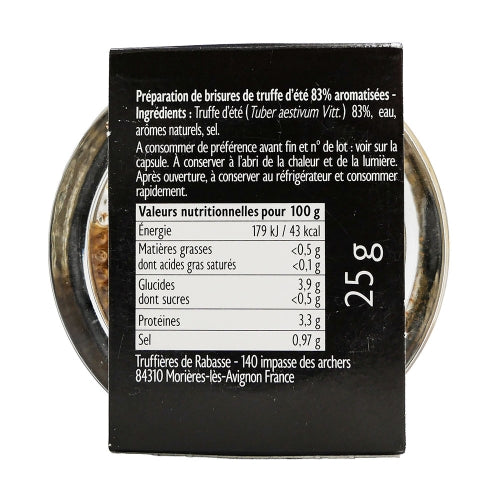 Préparation de brisures de truffe d'été 83% aromatisées -
Ingrédients : Truffe d'été ( Tuber aestivum Vitt. ) 83%, eau,
arômes naturels, sel.
A consommer de préférence avant fin et n° de lot : voir sur la
capsule. À conserver à l'abri de la chaleur et de la lumière.
Après ouverture, à conserver au réfrigérateur et consommer
rapidement.
Valeurs nutritionnelles pour 100 g
Énergie 179 kJ / 43 kcal
Matières grasses <0,5 g
dont acides gras saturés <0,1 g
Glucides 3,9 g
dont sucres <0,5 g
Protéines 3,3 g
Sel 0,97 g
25 g
Truffières de Rabasse - 140 impasse des archers
84310 Morières-lès-Avignon France